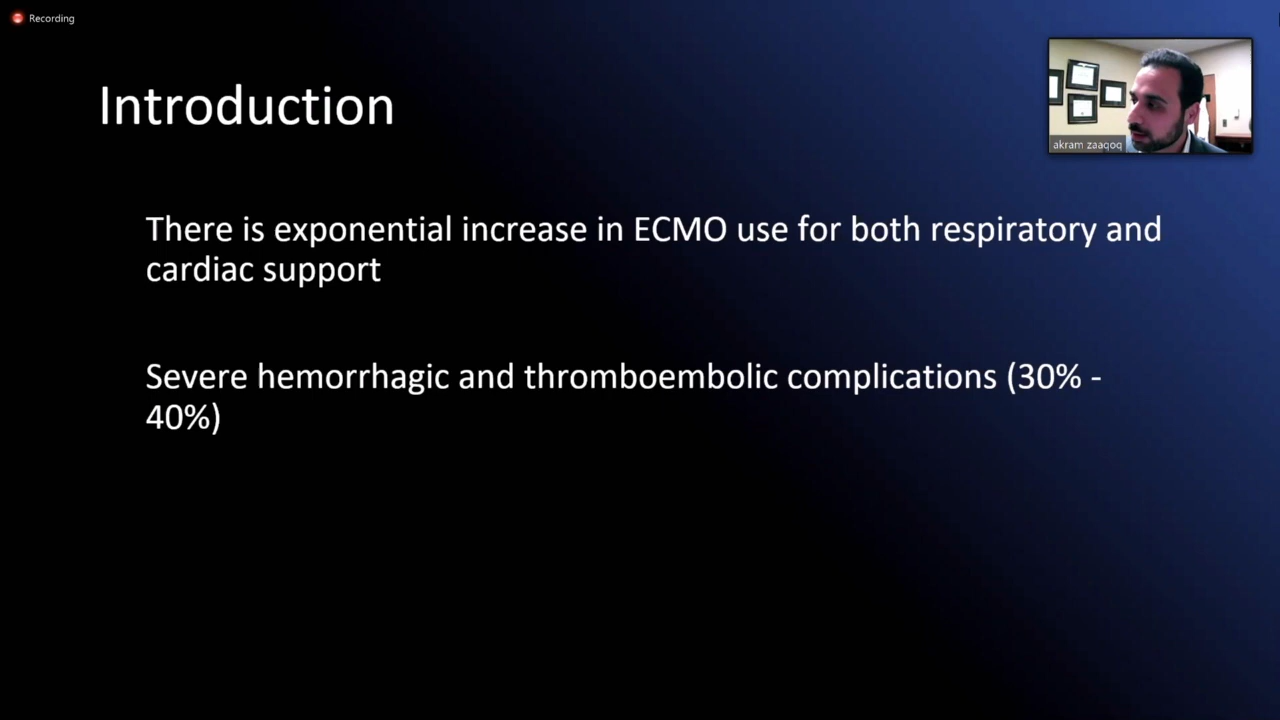 Recording
akram zaaqoq
Introduction
There is exponential increase in ECMO use for both respiratory and
cardiac support
Severe hemorrhagic and thromboembolic complications (30% -
40%)